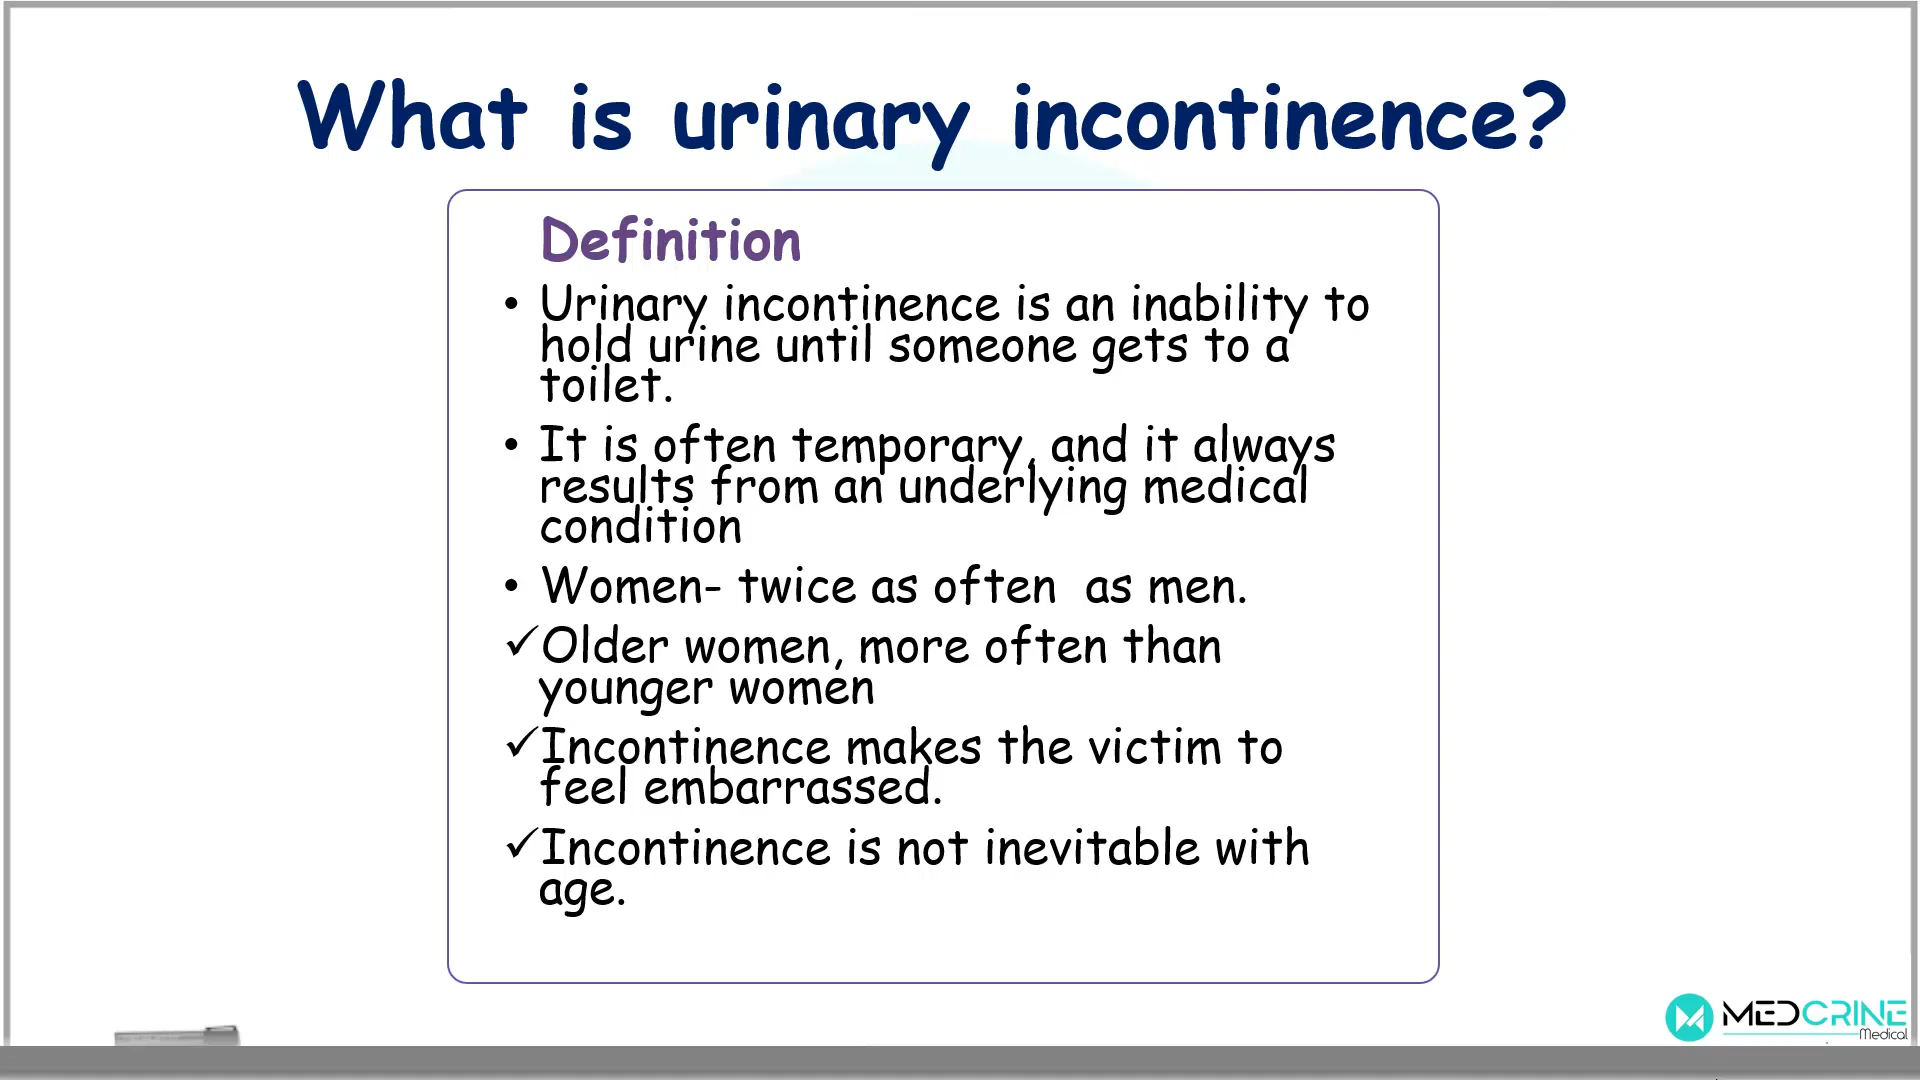 What is urinary incontinence?
Definition
• Urinary incontinence is an inability to
hold urine until someone gets to a
toilet.
• It is often temporary, and it always
results from an underlying medical
condition
• Women- twice as often  as men.
✓Older women, more often than
younger women
✓Incontinence makes the victim to
feel embarrassed.
✓Incontinence is not inevitable with
age.
MEDCRINE
Medical